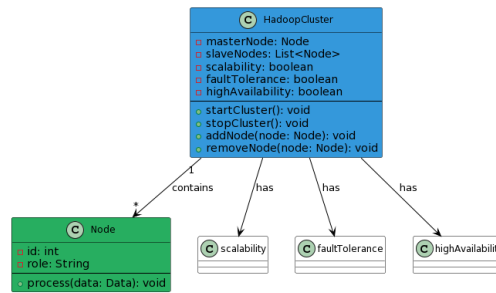 C HadoopCluster
masterNode: Node
slaveNodes: List<Node>
scalability: boolean
faultTolerance: boolean
highAvailability: boolean
startCluster(): void
stopCluster(): void
addNode(node: Node): void
removeNode(node: Node): void
1
contains
has
has
has
*
C Node
id: int
role: String
process(data: Data): void
C scalability
C faultTolerance
C highAvailabilit